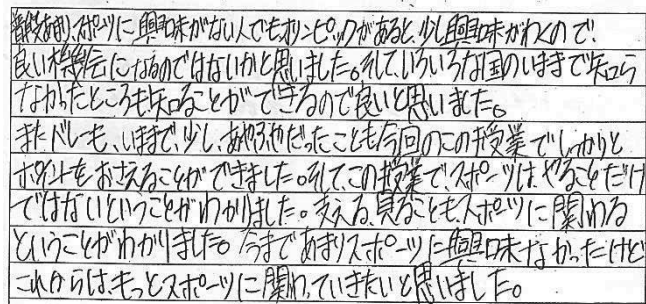 普段あまりスポーツに興味がない人でもオリンピックがあると、少し興味がわくので、
良い機会になるのではないかと思いました。そして、いろいろな国のいままで知ら
なかったところも知ることができるので良いと思いました。
またバレーも、いままで、少し、あやふやだったことも今回のこの授業でしっかりと
ポイントをおさえることができました。そして、この授業で、スポーツは、やることだけ
ではないということがわかりました。支える、見ることも、スポーツに関わる
ということがわかりました。今まであまりスポーツに興味なかったけど
これからは、もっとスポーツに関わっていきたいと思いました。